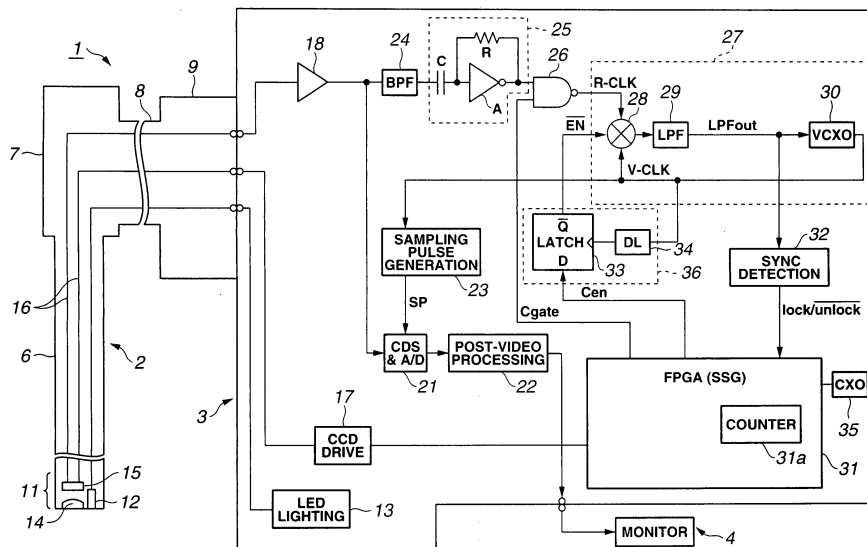 1
18
24
25
26
27
8
9
BPF
C
R
A
R-CLK
28
29
30
EN
LPF
LPFout
VCXO
7
V-CLK
Q
LATCH
D
DL
33
34
36
SAMPLING
PULSE
GENERATION
23
32
SYNC
DETECTION
SP
Cen
Cgate
lock/unlock
16
6
2
CDS
& A/D
21
POST-VIDEO
PROCESSING
22
FPGA (SSG)
CXO
35
3
17
CCD
DRIVE
COUNTER
31a
31
11
15
12
14
LED
LIGHTING
13
MONITOR
4